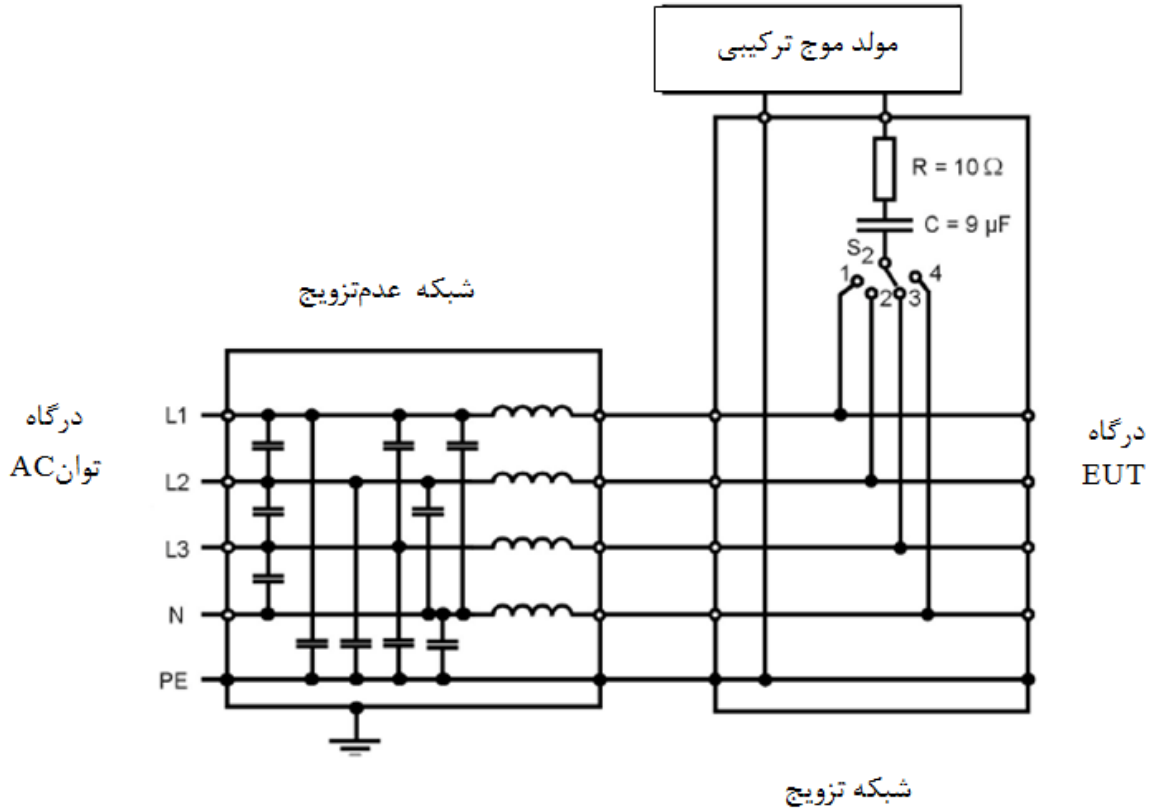 مولد موج ترکیبی
R = 10 Ω
C = 9 µF
S2
1
2
3
4
شبکه عدم‌تزویج
درگاه
توانAC
L1
L2
L3
N
PE
درگاه
EUT
شبکه تزویج